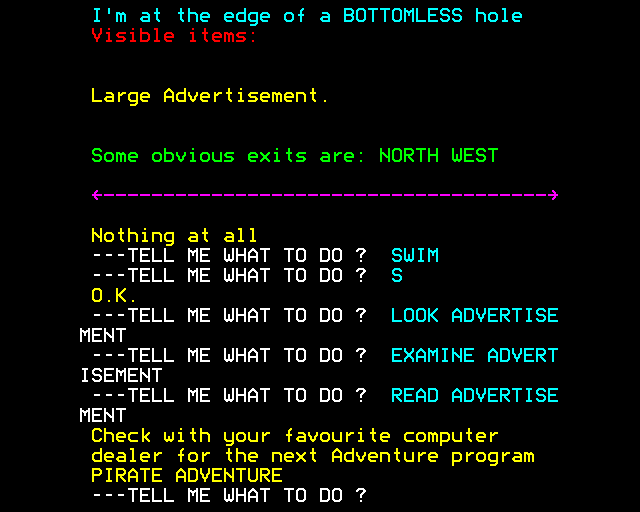 I'm at the edge of a BOTTOMLESS hole
Visible items:
Large Advertisement.
Some obvious exits are: NORTH WEST
Nothing at all
---TELL ME WHAT TO DO ? SWIM
---TELL ME WHAT TO DO ? S
O.K.
---TELL ME WHAT TO DO ? LOOK ADVERTISE
MENT
---TELL ME WHAT TO DO ? EXAMINE ADVERT
ISEMENT
---TELL ME WHAT TO DO ? READ ADVERTISE
MENT
Check with your favourite computer
dealer for the next Adventure program
PIRATE ADVENTURE
---TELL ME WHAT TO DO ?